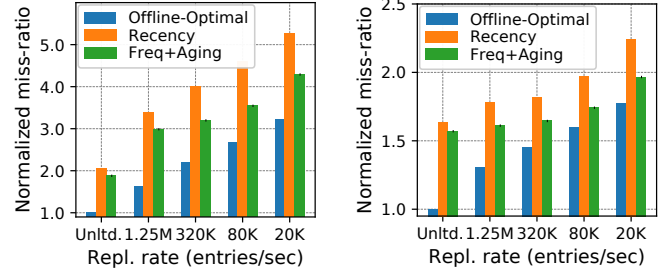 Normalized miss-ratio
5.0
4.0
3.0
2.0
1.0
Offline-Optimal
Recency
Freq+Aging
Unltd. 1.25M 320K 80K 20K
Repl. rate (entries/sec)
Normalized miss-ratio
2.5
2.0
1.5
1.0
Offline-Optimal
Recency
Freq+Aging
Unltd. 1.25M 320K 80K 20K
Repl. rate (entries/sec)